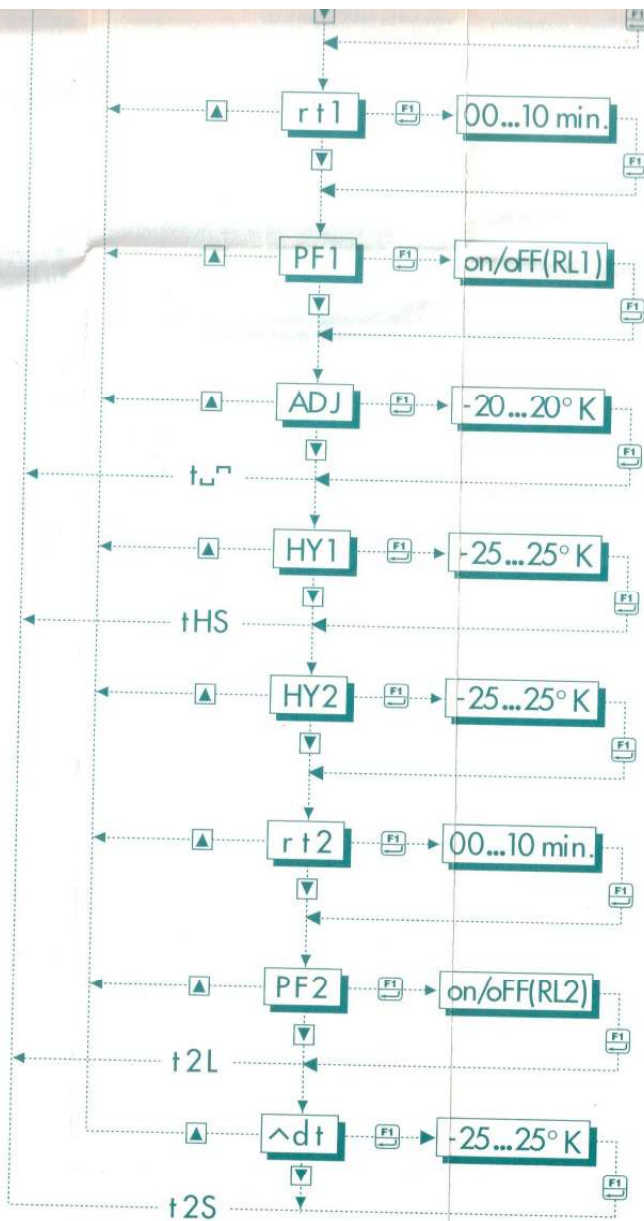 ▼ F1
▲ rt1 F1 00...10 min.
▼ F1
▲ PF1 F1 on/oFF(RL1)
▼ F1
▲ ADJ F1 -20...20° K
▼ F1
t
▲ HY1 F1 -25...25° K
▼ F1
tHS
▲ HY2 F1 -25...25° K
▼ F1
▲ rt2 F1 00...10 min.
▼ F1
▲ PF2 F1 on/oFF(RL2)
▼ F1
t2L
▲ ^dt F1 -25...25° K
▼ F1
t2S